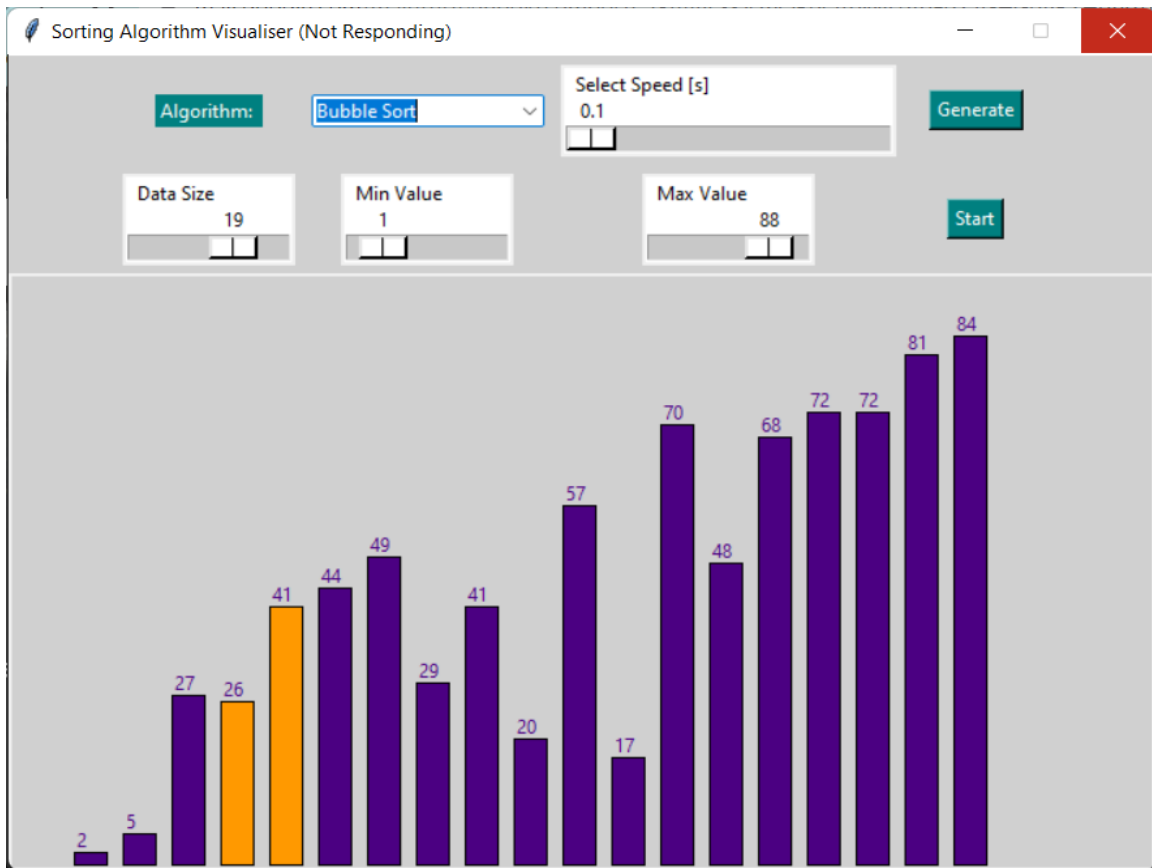 Sorting Algorithm Visualiser (Not Responding)
Algorithm:
Bubble Sort
Select Speed [s]
0.1
Generate
Data Size
19
Min Value
1
Max Value
88
Start
2
5
27
26
41
44
49
29
41
20
57
17
70
48
68
72
72
81
84